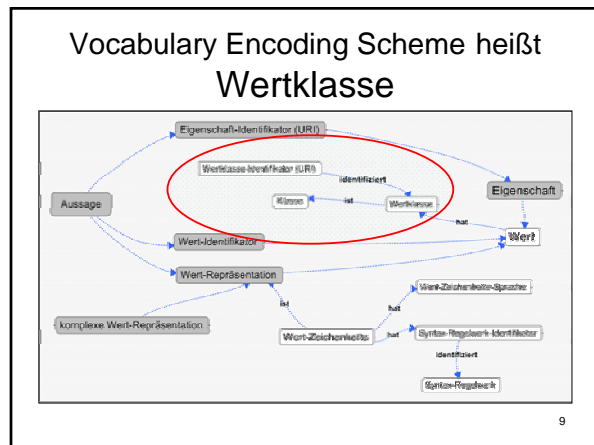 Vocabulary Encoding Scheme heißt
Wertklasse
Eigenschaft-Identifikator (URI)
Wertklasse-Identifikator (URI)
identifiziert
Eigenschaft
Aussage
Klasse
ist
Wertklasse
hat
Wert
Wert-Identifikator
Wert-Repräsentation
ist
hat
Wert-Zeichenkette-Sprache
komplexe Wert-Repräsentation
Wert-Zeichenkette
hat
Syntax-Regelwerk-Identifikator
identifiziert
Syntax-Regelwerk
9